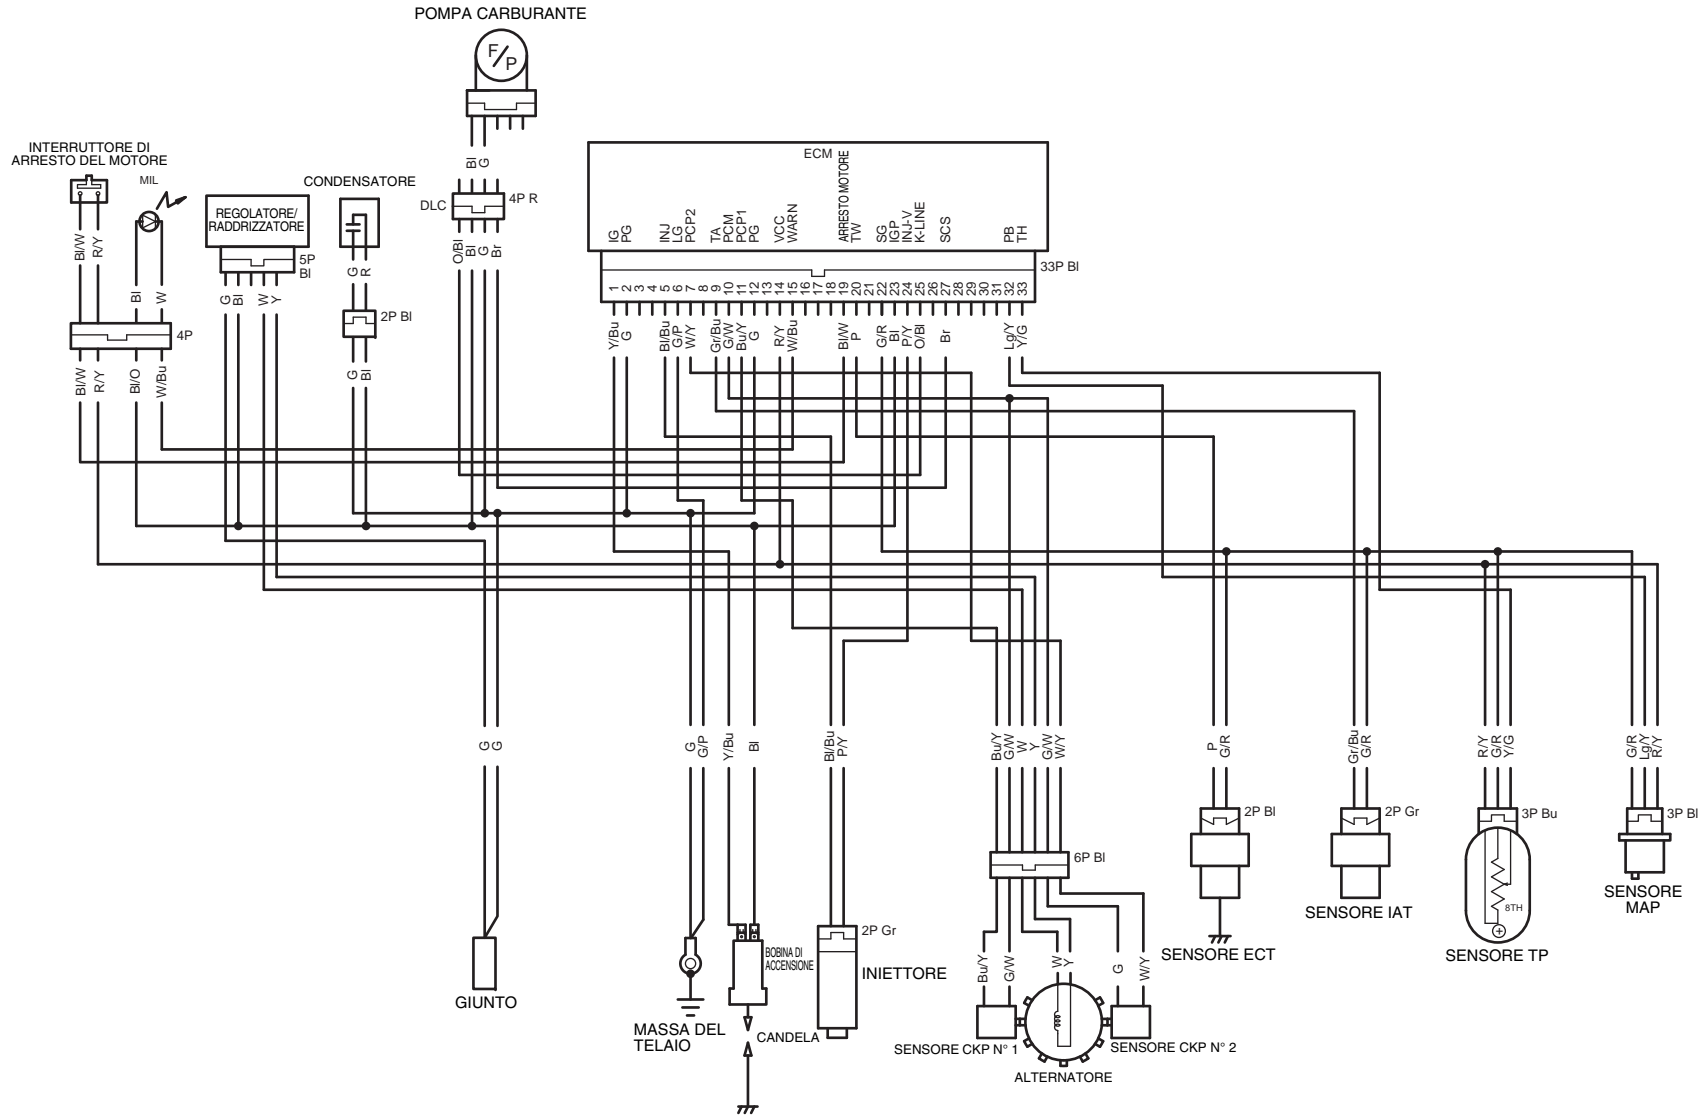 POMPA CARBURANTE
F/P
INTERRUTTORE DI
ARRESTO DEL MOTORE
MIL
REGOLATORE/
RADDRIZZATORE
5P
Bl
CONDENSATORE
Bl G
DLC
4P R
ECM
IG PG INJ LG PCP2 TA PCM PCP1 PG VCC WARN ARRESTO MOTORE TW SG IGP INJ-V K-LINE SCS PB TH
33P Bl
1 2 3 4 5 6 7 8 9 10 11 12 13 14 15 16 17 18 19 20 21 22 23 24 25 26 27 28 29 30 31 32 33
Bl/W R/Y Bl W
G Bl W Y
G R
O/Bl Bl G Br
Y/Bu G Bl/Bu G/P W/Y Gr/Bu G/W Bu/Y G R/Y W/Bu Bl/W P G/R Bl P/Y O/Bl Br Lg/Y Y/G
4P
2P Bl
Bl/W R/Y Bl/O W/Bu
G Bl
G G
G G/P Y/Bu Bl
Bl/Bu P/Y
Bu/Y G/W W Y G/W W/Y
P G/R
Gr/Bu G/R
R/Y G/R Y/G
G/R Lg/Y R/Y
2P Bl
2P Gr
3P Bu
3P Bl
6P Bl
8TH
SENSORE
MAP
SENSORE IAT
SENSORE TP
SENSORE ECT
2P Gr
INIETTORE
BOBINA DI
ACCENSIONE
Bu/Y G/W W Y G W/Y
GIUNTO
MASSA DEL
TELAIO
CANDELA
SENSORE CKP N° 1
SENSORE CKP N° 2
ALTERNATORE